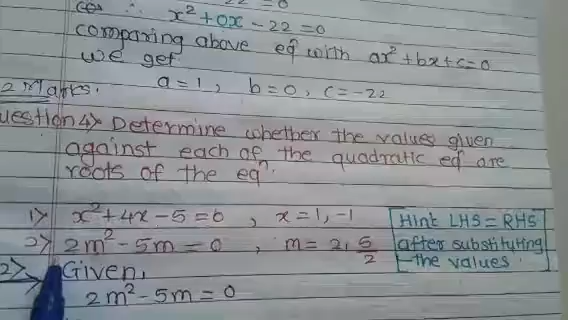 22 = 0
x² + 0x - 22 = 0
comparing above eqⁿ with ax² + bx + c = 0
we get
a = 1, b = 0, c = -22
2 Marks.
uestion 4> Determine whether the values given
against each of the quadratic eqⁿ are
roots of the eqⁿ.
1> x² + 4x - 5 = 0, x = 1, -1
2> 2m² - 5m = 0, m = 2, 5/2
Hint LHS = RHS
after substituting
the values.
2> Given,
2m² - 5m = 0